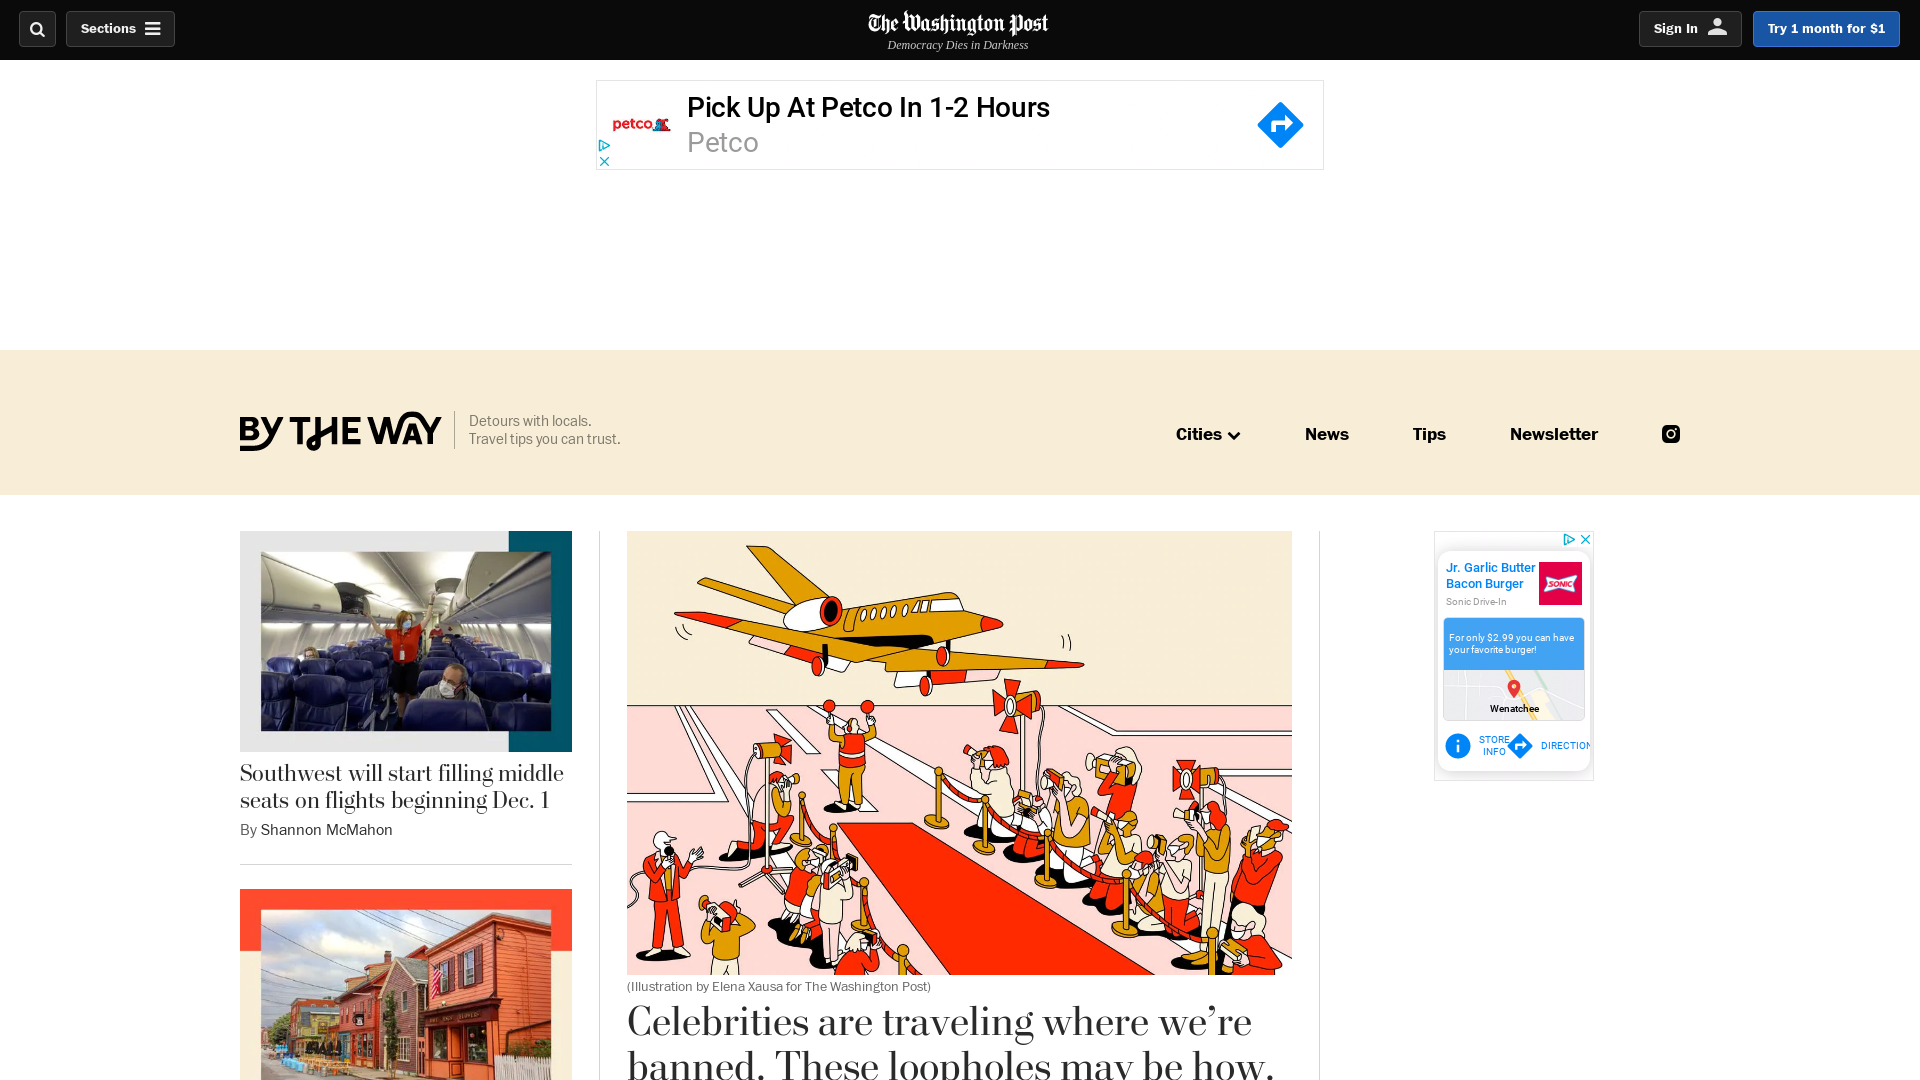 Sections
The Washington Post
Democracy Dies in Darkness
Sign In
Try 1 month for $1
petco
Pick Up At Petco In 1-2 Hours
Petco
BY THE WAY
Detours with locals.
Travel tips you can trust.
Cities
News
Tips
Newsletter
Southwest will start filling middle
seats on flights beginning Dec. 1
By Shannon McMahon
(Illustration by Elena Xausa for The Washington Post)
Celebrities are traveling where we’re
banned. These loopholes may be how.
Jr. Garlic Butter
Bacon Burger
Sonic Drive-In
SONIC
For only $2.99 you can have
your favorite burger!
Wenatchee
STORE
INFO
DIRECTION